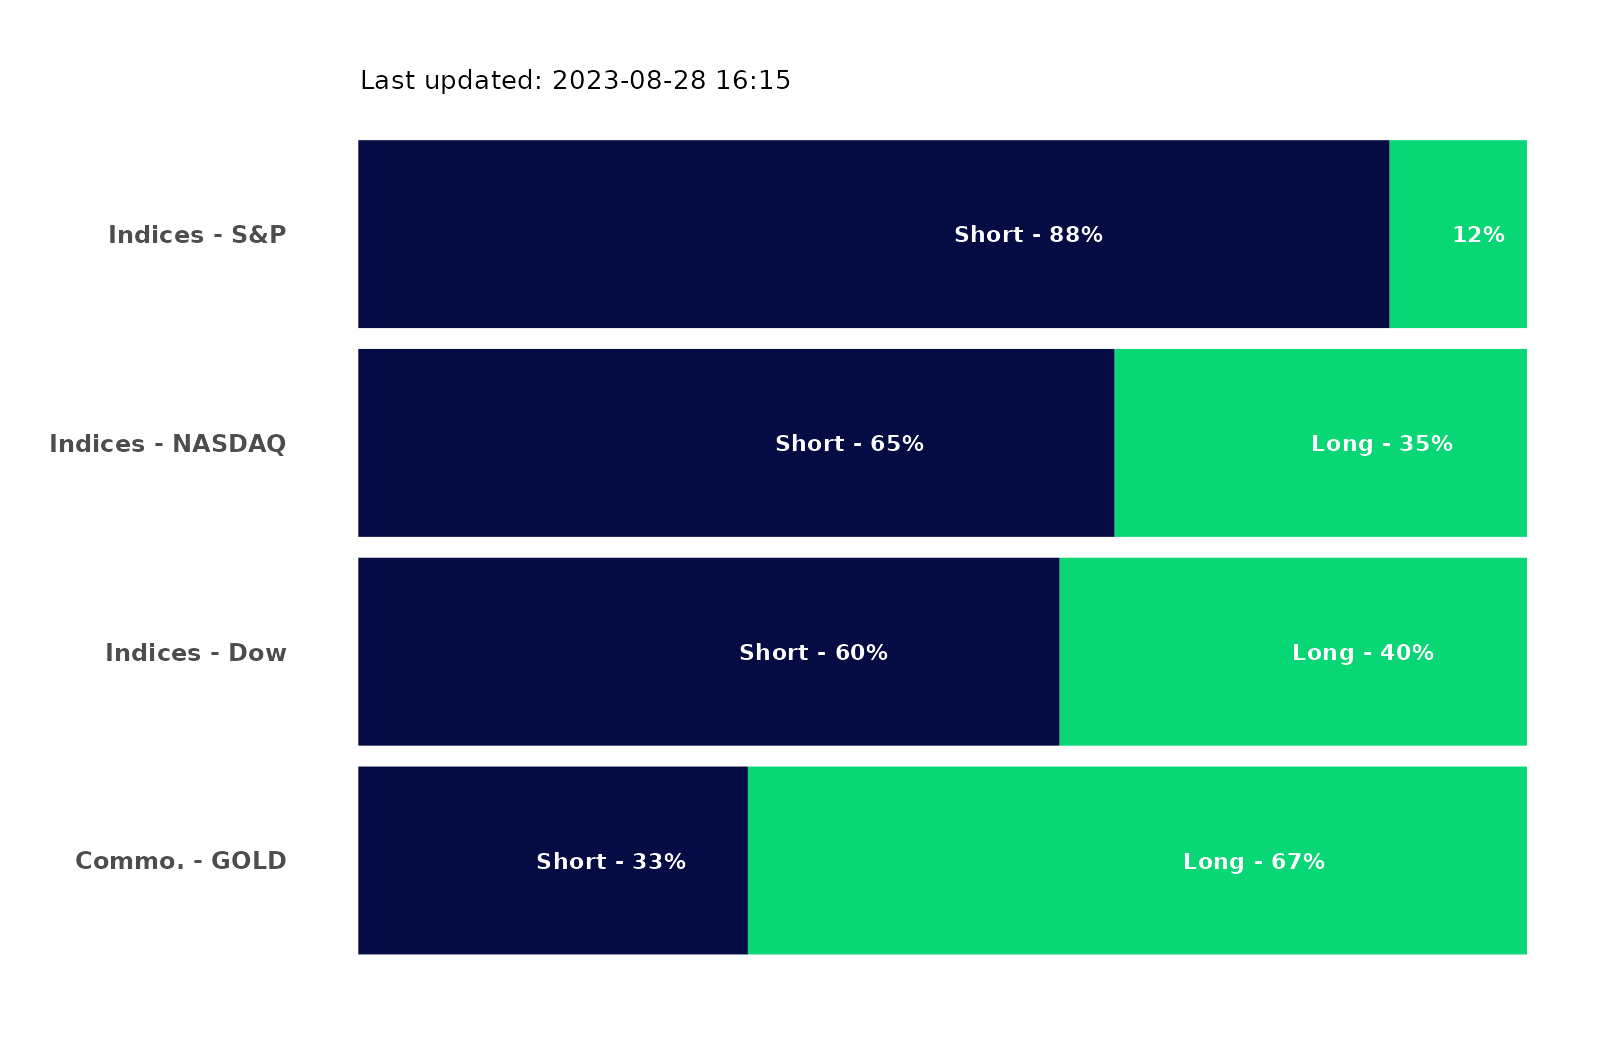 Last updated: 2023-08-28 16:15
Indices - S&P Short - 88% 12%
Indices - NASDAQ Short - 65% Long - 35%
Indices - Dow Short - 60% Long - 40%
Commo. - GOLD Short - 33% Long - 67%